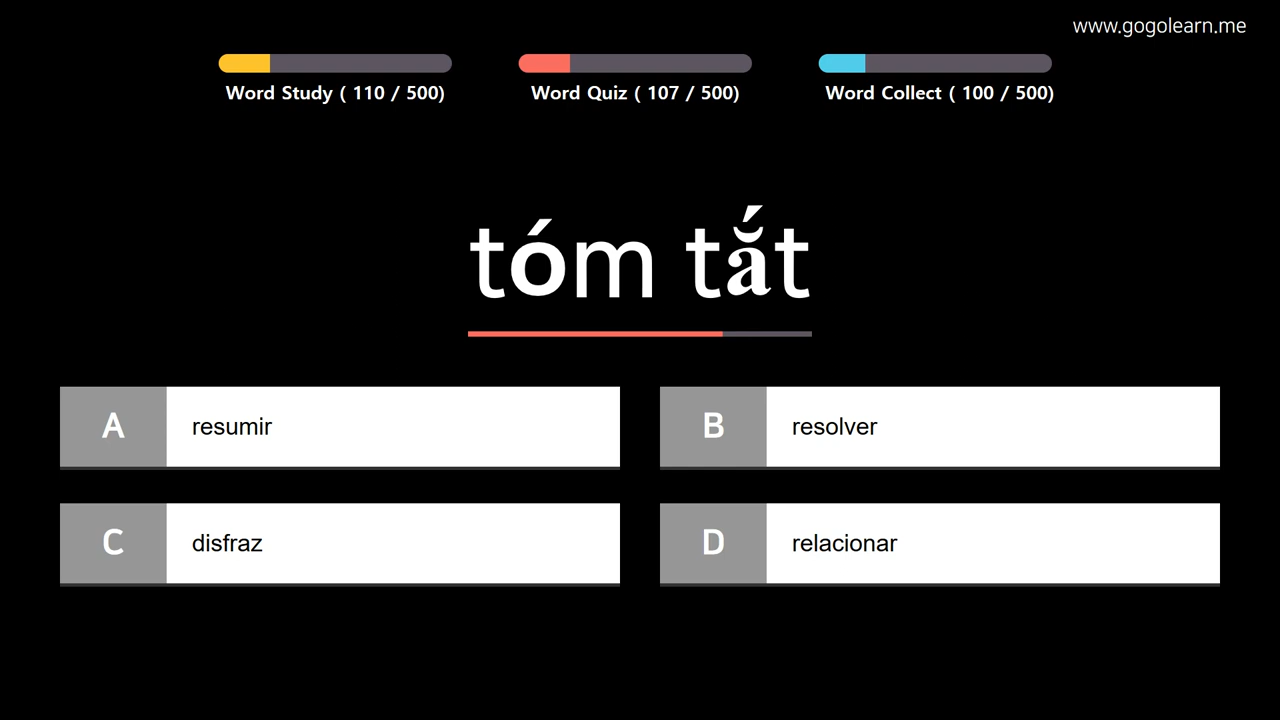 www.gogolearn.me
Word Study ( 110 / 500)
Word Quiz ( 107 / 500)
Word Collect ( 100 / 500)
tóm tắt
A resumir
B resolver
C disfraz
D relacionar